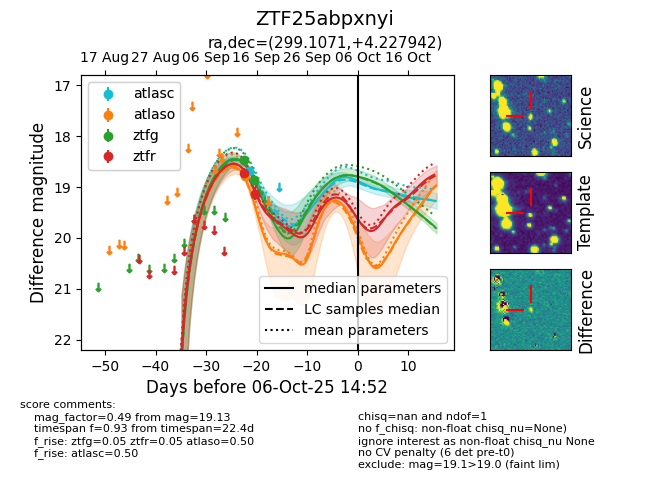 ZTF25abpxnyi
ra,dec=(299.1071,+4.227942)
17 Aug 27 Aug 06 Sep 16 Sep 26 Sep 06 Oct 16 Oct
17
18
19
20
21
22
Difference magnitude
atlasc
atlaso
ztfg
ztfr
median parameters
LC samples median
mean parameters
−50 −40 −30 −20 −10 0 10
Days before 06-Oct-25 14:52
Science
Template
Difference
score comments:
mag_factor=0.49 from mag=19.13
timespan f=0.93 from timespan=22.4d
f_rise: ztfg=0.05 ztfr=0.05 atlaso=0.50
f_rise: atlasc=0.50
chisq=nan and ndof=1
no f_chisq: non-float chisq_nu=None)
ignore interest as non-float chisq_nu None
no CV penalty (6 det pre-t0)
exclude: mag=19.1>19.0 (faint lim)